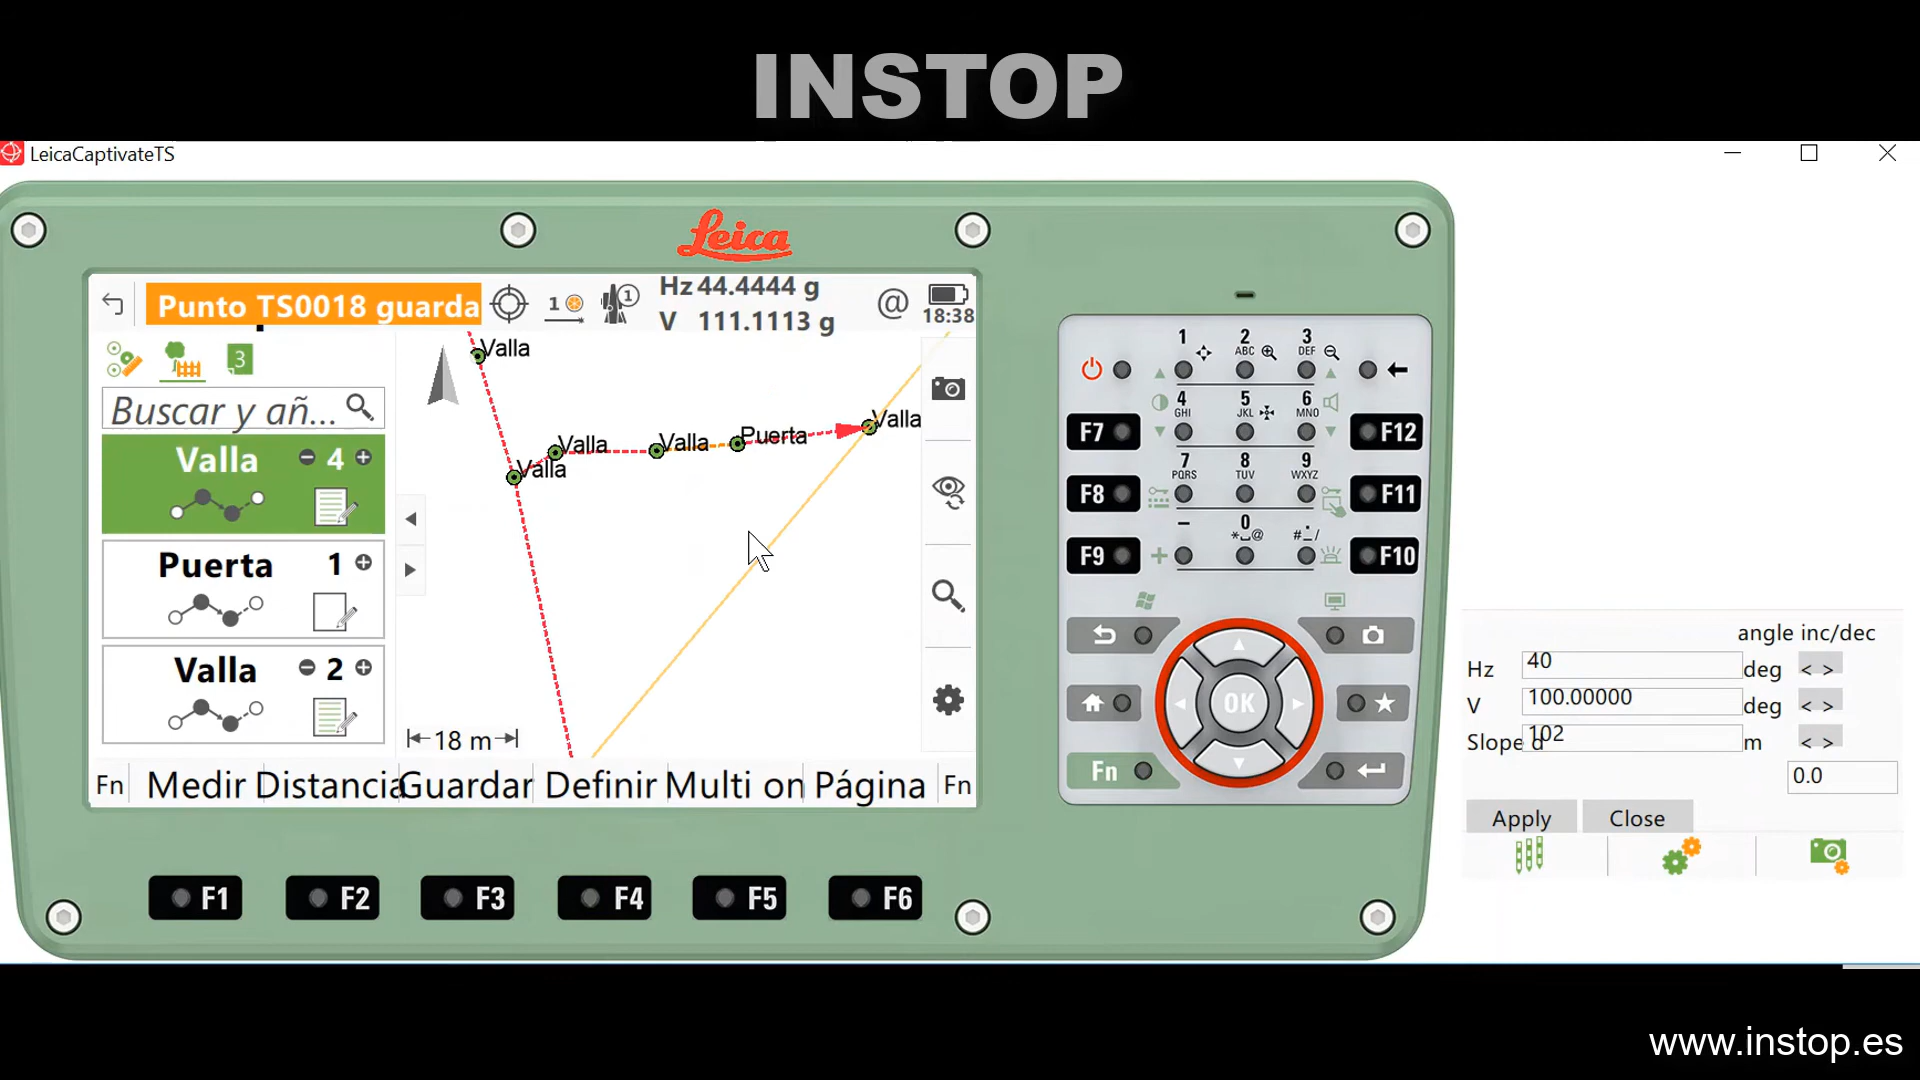 INSTOP
LeicaCaptivateTS
Leica
Punto TS0018 guarda
1
1
Hz 44.4444 g
V 111.1113 g
@
18:38
3
Buscar y añ...
Valla 4
Puerta 1
Valla 2
Valla
Valla
Valla
Valla
Puerta
Valla
18 m
Fn Medir Distancia Guardar Definir Multi on Página Fn
F1 F2 F3 F4 F5 F6
1 2 3
ABC DEF
4 5 6
GHI JKL MNO
7 8 9
PQRS TUV WXYZ
- 0 .
*␣@ #_/
F7 F12
F8 F11
F9 F10
OK
Fn
angle inc/dec
Hz 40 deg < >
V 100.00000 deg < >
Slope d 102 m < >
0.0
Apply Close
www.instop.es